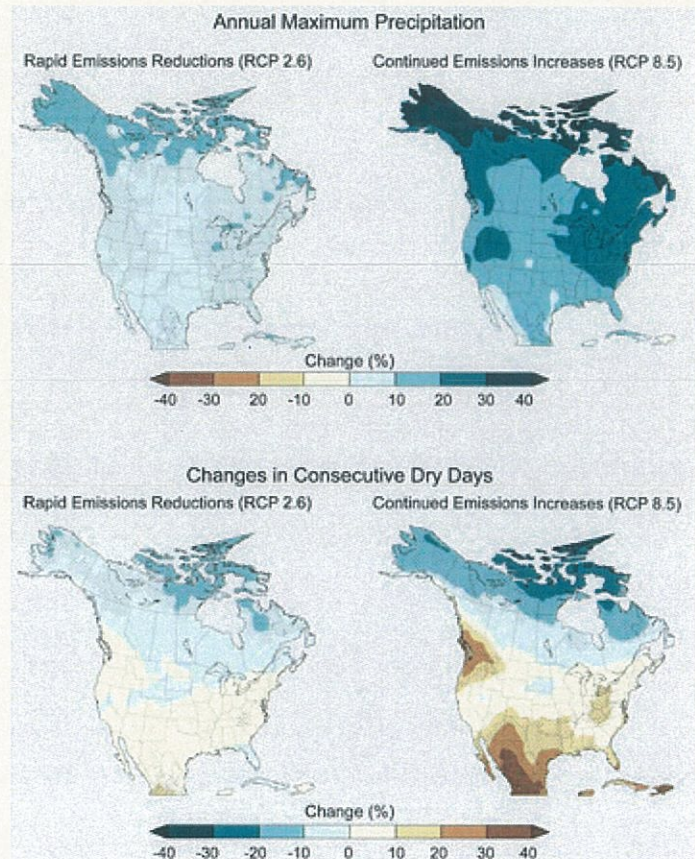 Annual Maximum Precipitation
Rapid Emissions Reductions (RCP 2.6)
Continued Emissions Increases (RCP 8.5)
Change (%)
-40 -30 20 -10 0 10 20 30 40
Changes in Consecutive Dry Days
Rapid Emissions Reductions (RCP 2.6)
Continued Emissions Increases (RCP 8.5)
Change (%)
-40 -30 -20 -10 0 10 20 30 40